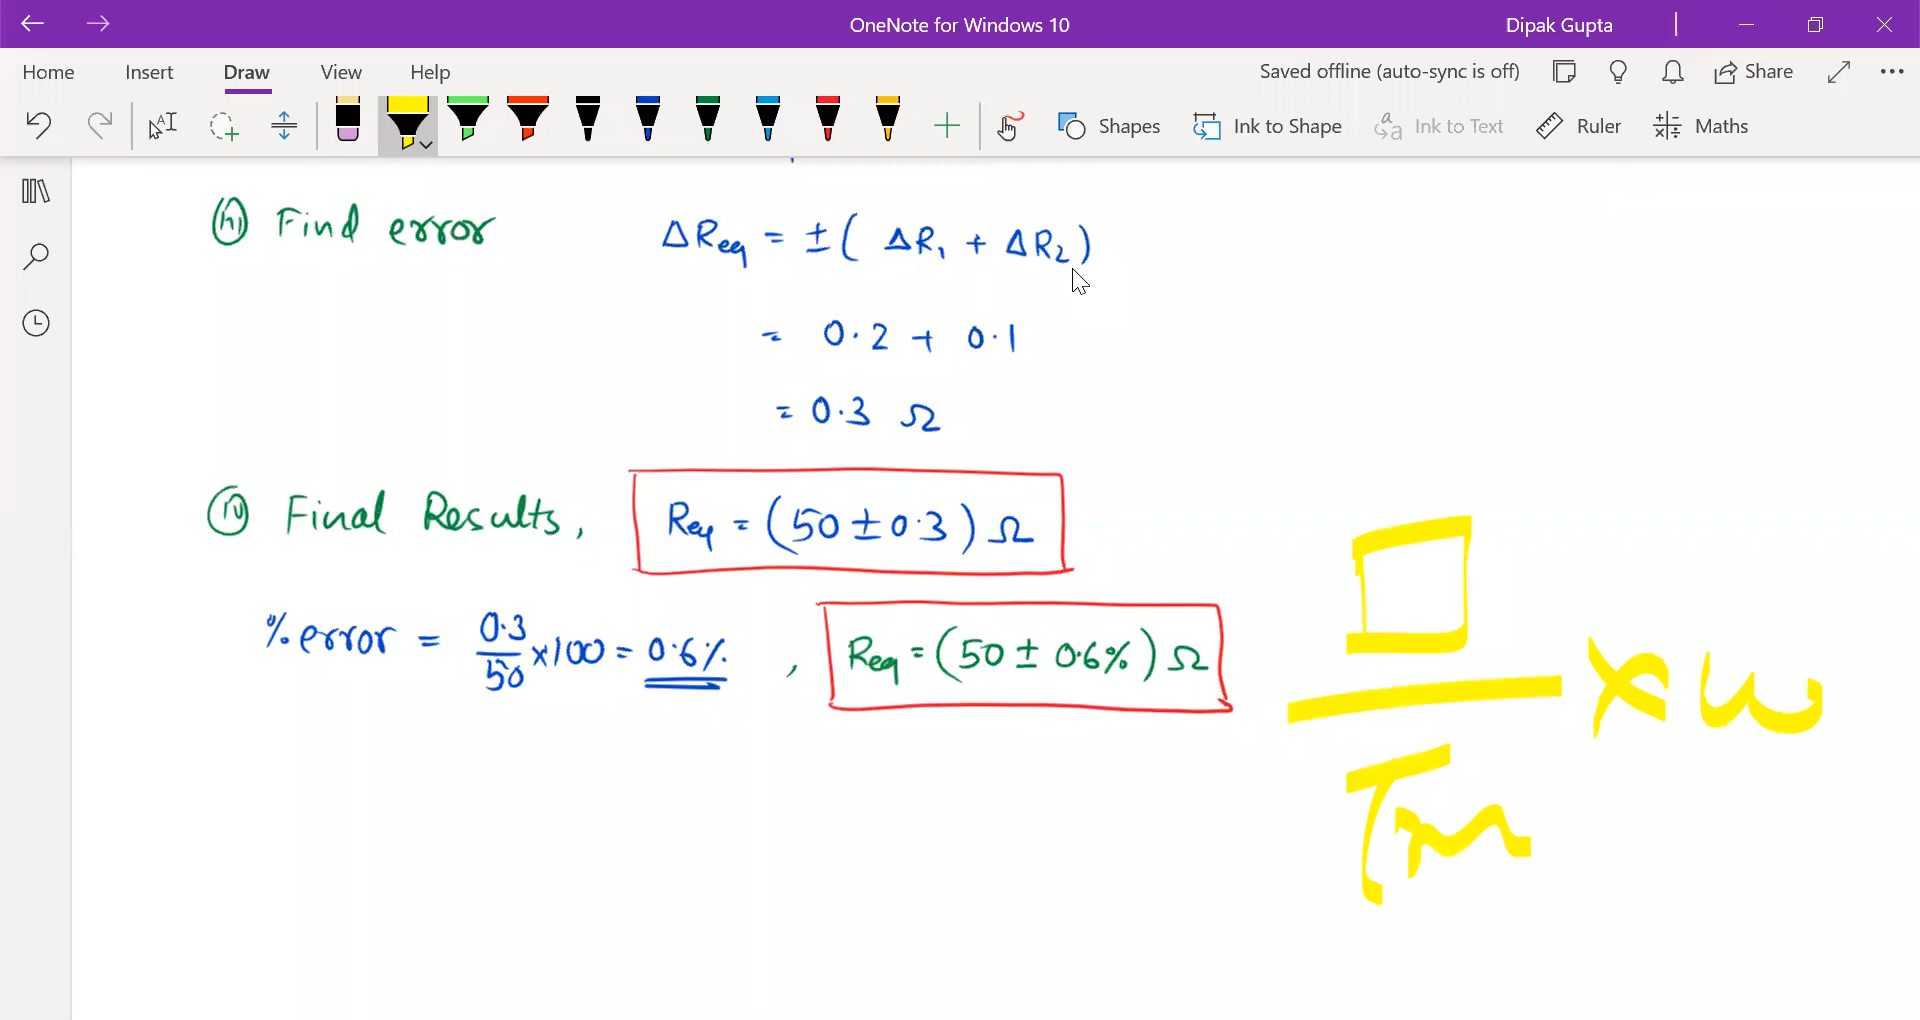 OneNote for Windows 10
Dipak Gupta
Home Insert Draw View Help
Saved offline (auto-sync is off) Share
Shapes Ink to Shape Ink to Text Ruler Maths
Find error ΔReq = ±( ΔR₁ + ΔR₂)
= 0.2 + 0.1
= 0.3 Ω
(iv) Final Results, Req = (50 ± 0.3) Ω
% error = 0.3/50 × 100 = 0.6%, Req = (50 ± 0.6%) Ω